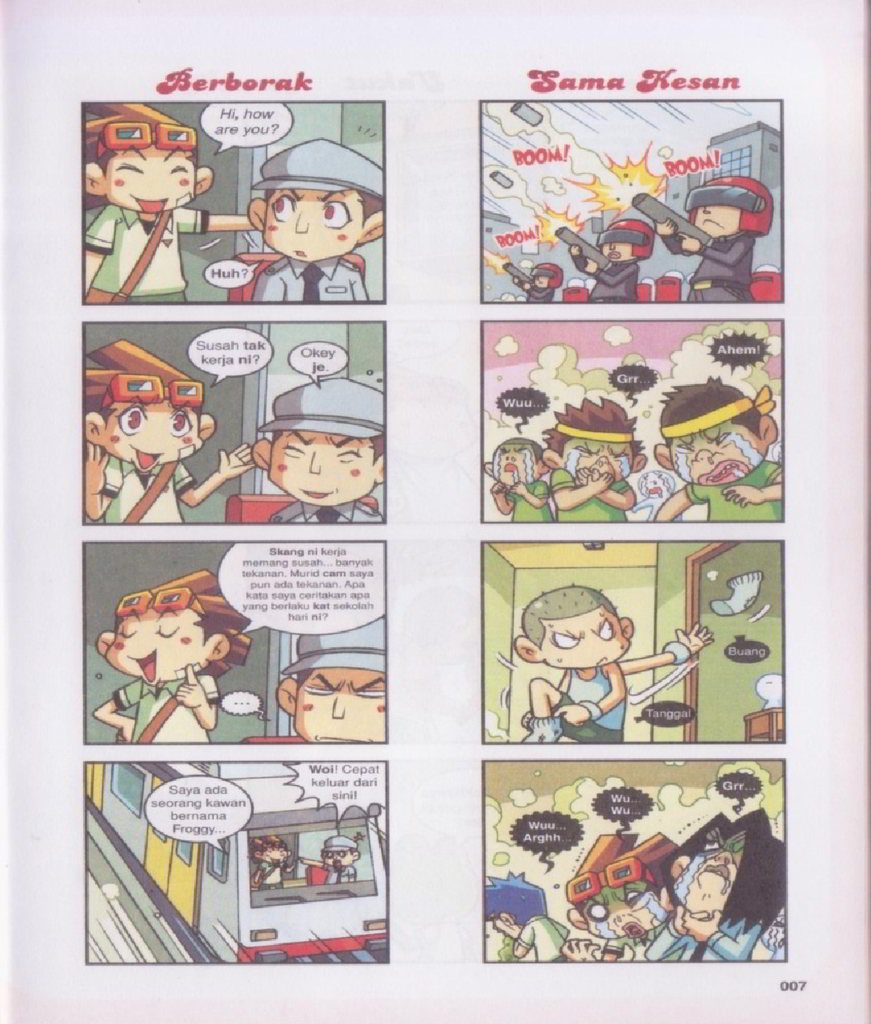 Berborak
Hi, how
are you?
Huh?
Susah tak
kerja ni?
Okey
je.
Skang ni kerja
memang susah... banyak
tekanan. Murid cam saya
pun ada tekanan. Apa
kata saya ceritakan apa
yang berlaku kat sekolah
hari ni?
...
Saya ada
seorang kawan
bernama
Froggy...
Woi! Cepat
keluar dari
sini!
Sama Kesan
BOOM!
BOOM!
BOOM!
Wuu...
Grr...
Ahem!
Buang
Tanggal
Wuu...
Arghh...
Wu...
Wu...
Grr...
007